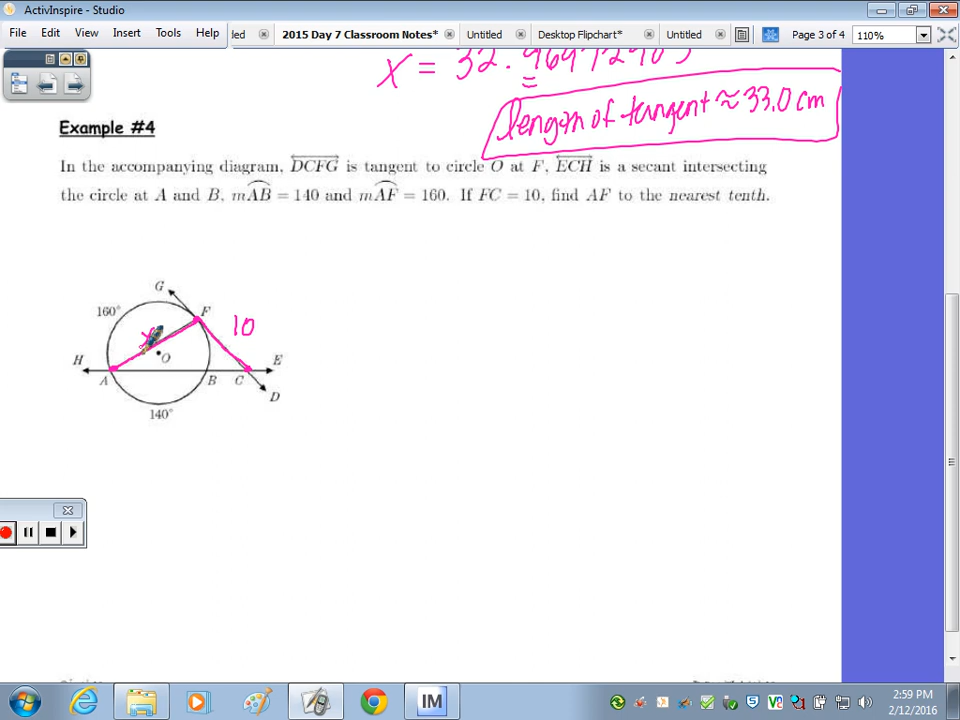 ActivInspire - Studio
File Edit View Insert Tools Help led 2015 Day 7 Classroom Notes* Untitled Desktop Flipchart* Untitled Page 3 of 4 110%
x = 32.
length of tangent ≈ 33.0 cm
Example #4
In the accompanying diagram, DCFG is tangent to circle O at F, ECH is a secant intersecting
the circle at A and B, mAB = 140 and mAF = 160. If FC = 10, find AF to the nearest tenth.
G
160° F 10
x
H O E
A B C
D
140°
IM
2:59 PM
2/12/2016